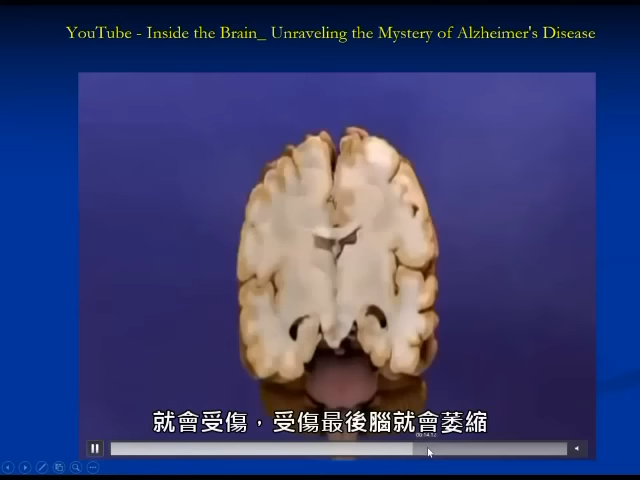 YouTube - Inside the Brain_ Unraveling the Mystery of Alzheimer's Disease
就會受傷，受傷最後腦就會萎縮